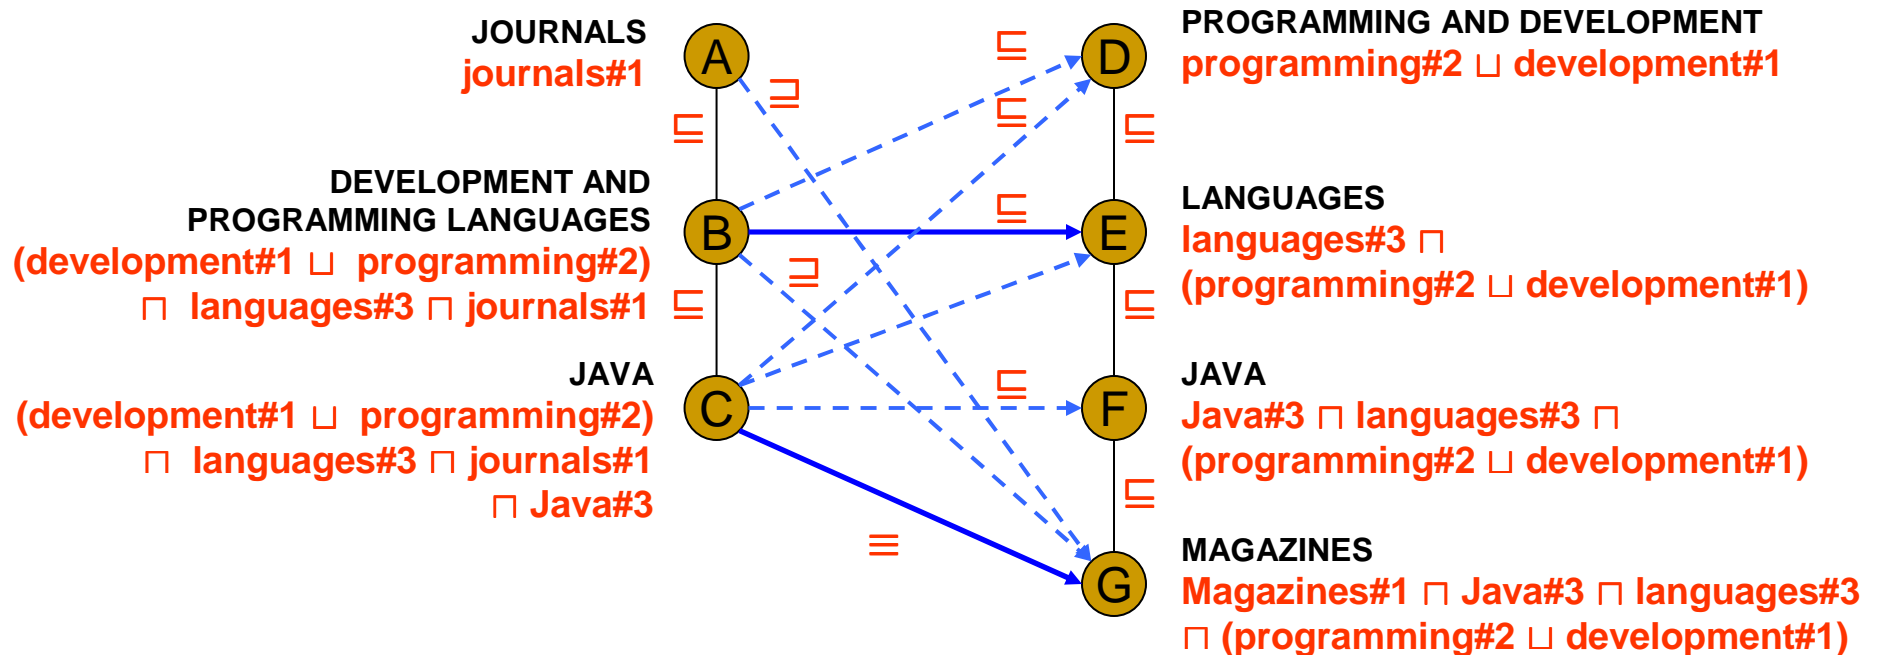 JOURNALS
journals#1
⊑
DEVELOPMENT AND
PROGRAMMING LANGUAGES
(development#1 ⊔ programming#2)
⊓ languages#3 ⊓ journals#1
⊑
JAVA
(development#1 ⊔ programming#2)
⊓ languages#3 ⊓ journals#1
⊓ Java#3
A
B
C
⊒
⊑
⊑
⊑
⊒
⊑
≡
D
E
F
G
PROGRAMMING AND DEVELOPMENT
programming#2 ⊔ development#1
⊑
LANGUAGES
languages#3 ⊓
(programming#2 ⊔ development#1)
⊑
JAVA
Java#3 ⊓ languages#3 ⊓
(programming#2 ⊔ development#1)
⊑
MAGAZINES
Magazines#1 ⊓ Java#3 ⊓ languages#3
⊓ (programming#2 ⊔ development#1)